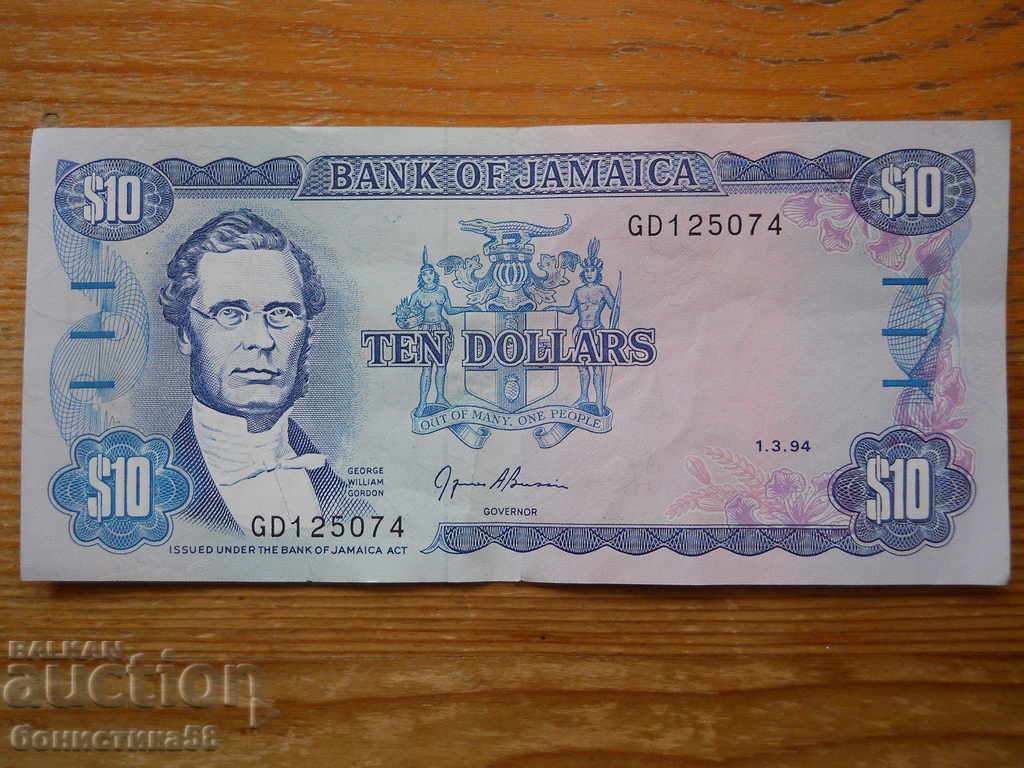 $10
BANK OF JAMAICA
$10
GD125074
TEN DOLLARS
OUT OF MANY, ONE PEOPLE
1.3.94
$10
GEORGE
WILLIAM
GORDON
GOVERNOR
$10
GD125074
ISSUED UNDER THE BANK OF JAMAICA ACT
BALKAN
auction
бонистика58